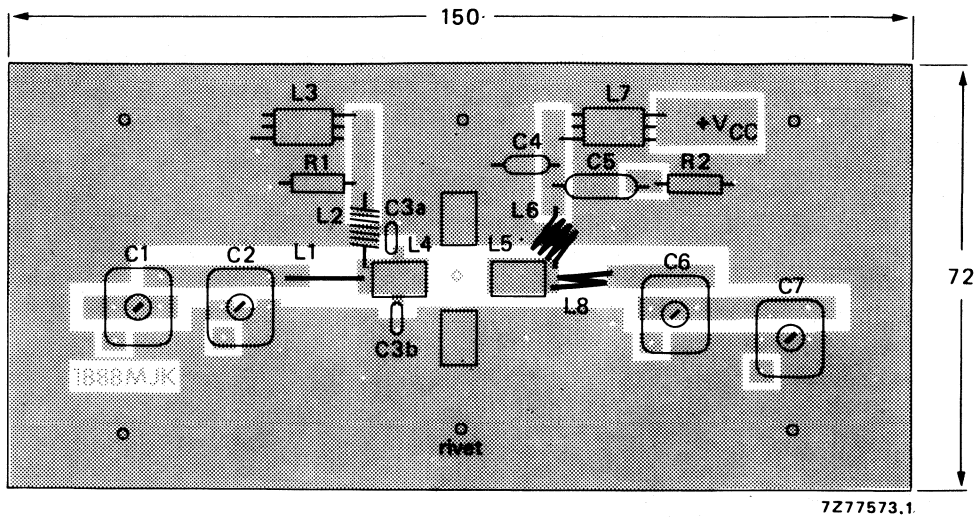 150
L3
L7
+VCC
C4
R1
C5
R2
L2
C3a
L6
C1
C2
L1
L4
L5
C6
72
C7
L8
C3b
1888MJK
rivet
7Z77573.1